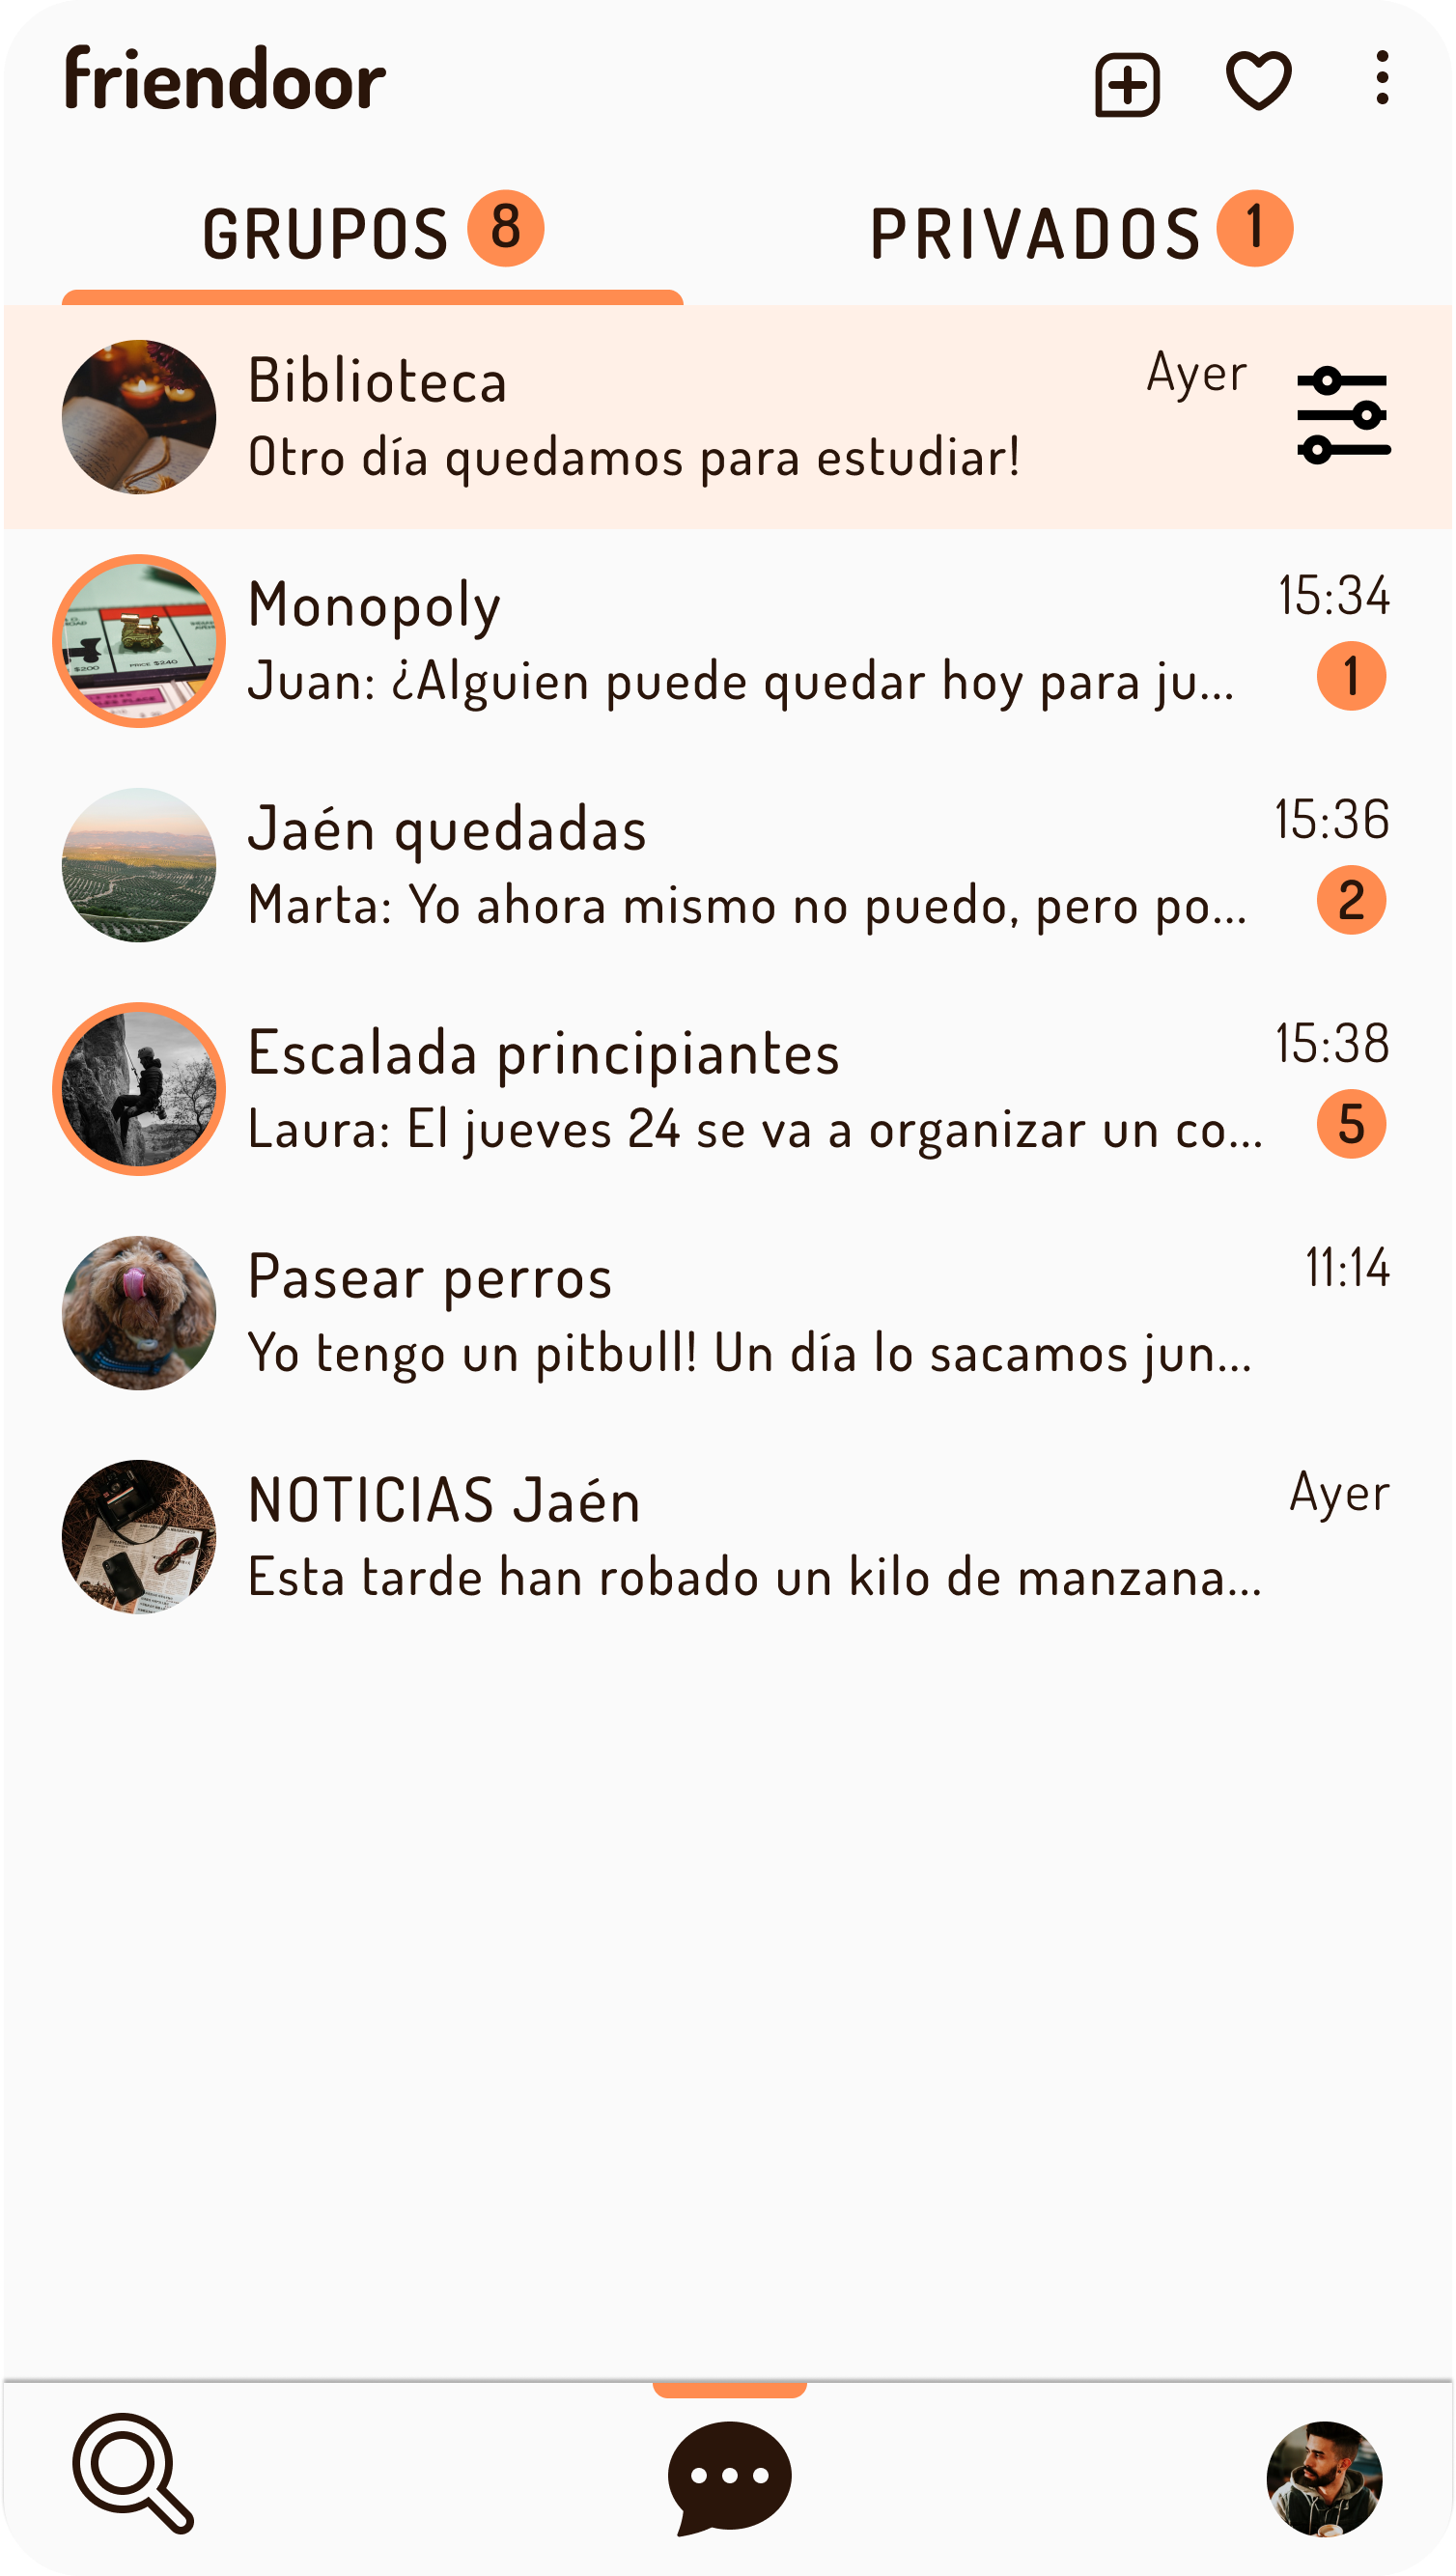 friendoor
GRUPOS 8
PRIVADOS 1
Biblioteca
Ayer
Otro día quedamos para estudiar!
Monopoly
15:34
Juan: ¿Alguien puede quedar hoy para ju...
1
PRICE $240
$200
Jaén quedadas
15:36
Marta: Yo ahora mismo no puedo, pero po...
2
Escalada principiantes
15:38
Laura: El jueves 24 se va a organizar un co...
5
Pasear perros
11:14
Yo tengo un pitbull! Un día lo sacamos jun...
NOTICIAS Jaén
Ayer
Esta tarde han robado un kilo de manzana...